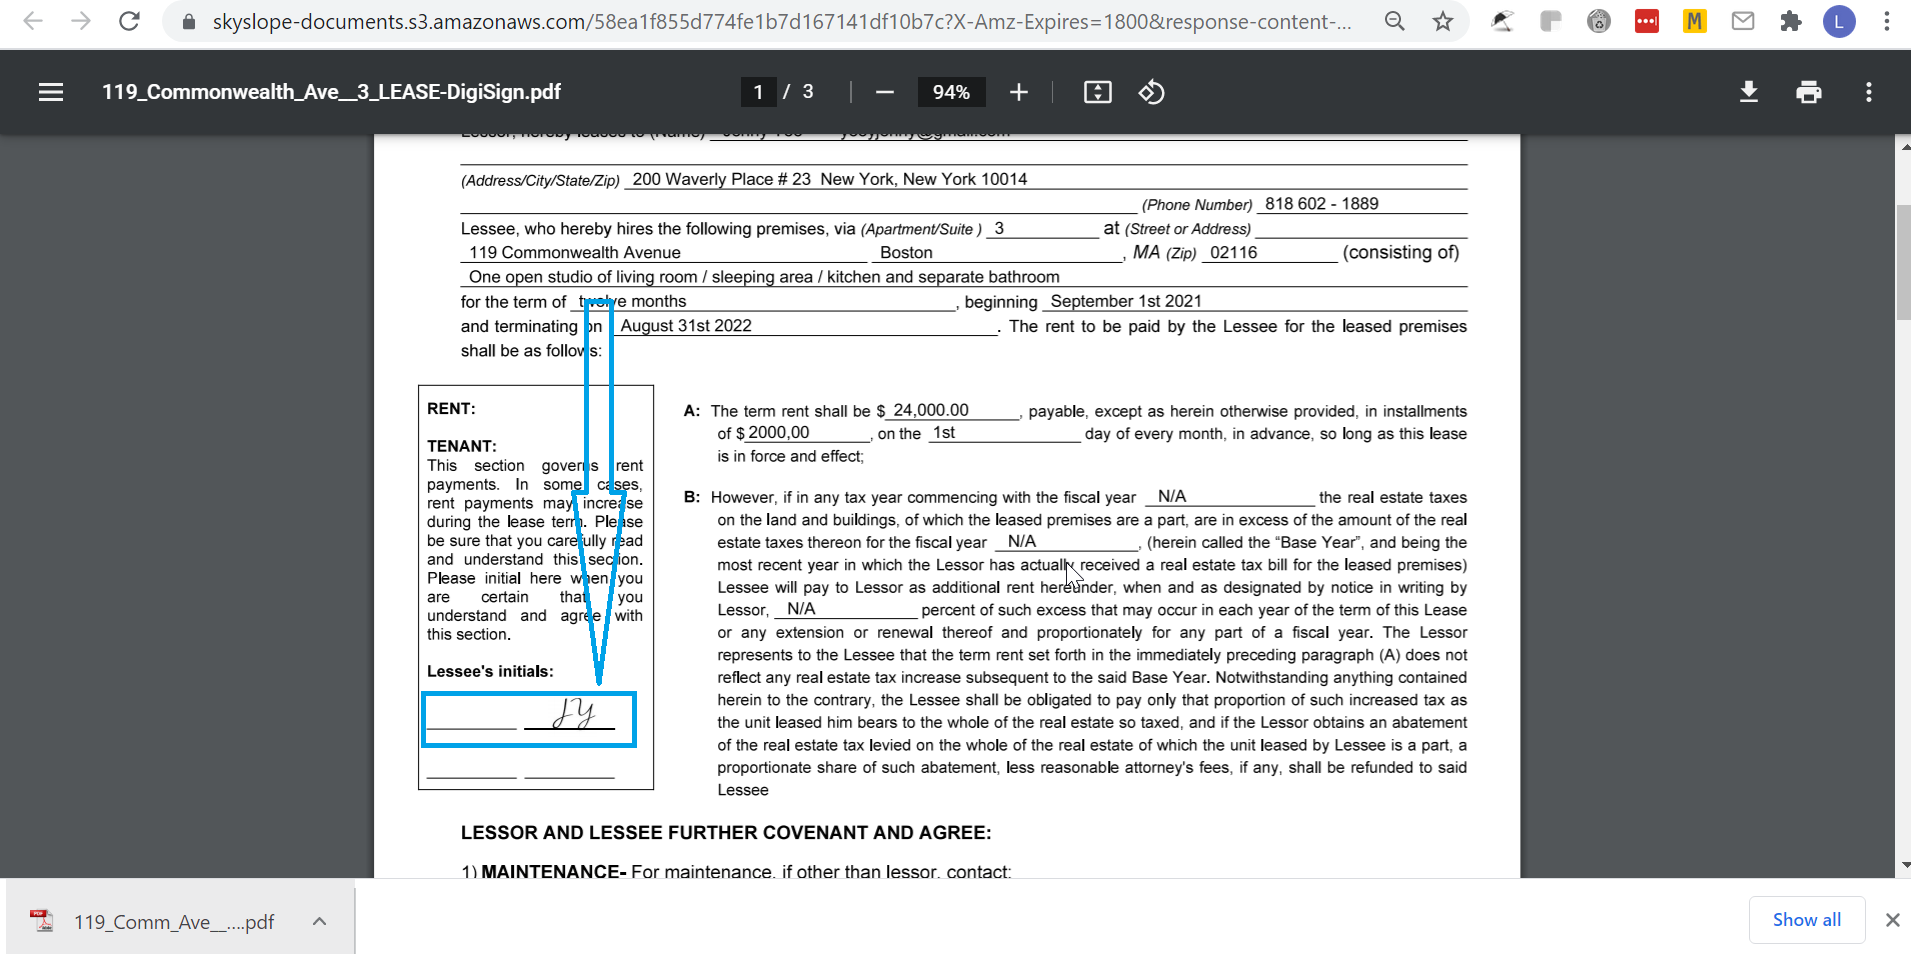 skyslope-documents.s3.amazonaws.com/58ea1f855d774fe1b7d167141df10b7c?X-Amz-Expires=1800&response-content-...
M
L
119_Commonwealth_Ave__3_LEASE-DigiSign.pdf
1 / 3
94%
(Address/City/State/Zip) 200 Waverly Place # 23 New York, New York 10014
(Phone Number) 818 602 - 1889
Lessee, who hereby hires the following premises, via (Apartment/Suite ) 3 at (Street or Address)
119 Commonwealth Avenue Boston , MA (Zip) 02116 (consisting of)
One open studio of living room / sleeping area / kitchen and separate bathroom
for the term of twelve months , beginning September 1st 2021
and terminating on August 31st 2022 . The rent to be paid by the Lessee for the leased premises
shall be as follows:
RENT:
TENANT:
This section governs rent
payments. In some cases,
rent payments may increase
during the lease term. Please
be sure that you carefully read
and understand this section.
Please initial here when you
are certain that you
understand and agree with
this section.
Lessee's initials:
JY
A: The term rent shall be $ 24,000.00 , payable, except as herein otherwise provided, in installments
of $ 2000,00 , on the 1st day of every month, in advance, so long as this lease
is in force and effect;
B: However, if in any tax year commencing with the fiscal year N/A the real estate taxes
on the land and buildings, of which the leased premises are a part, are in excess of the amount of the real
estate taxes thereon for the fiscal year N/A , (herein called the “Base Year”, and being the
most recent year in which the Lessor has actually received a real estate tax bill for the leased premises)
Lessee will pay to Lessor as additional rent hereunder, when and as designated by notice in writing by
Lessor, N/A percent of such excess that may occur in each year of the term of this Lease
or any extension or renewal thereof and proportionately for any part of a fiscal year. The Lessor
represents to the Lessee that the term rent set forth in the immediately preceding paragraph (A) does not
reflect any real estate tax increase subsequent to the said Base Year. Notwithstanding anything contained
herein to the contrary, the Lessee shall be obligated to pay only that proportion of such increased tax as
the unit leased him bears to the whole of the real estate so taxed, and if the Lessor obtains an abatement
of the real estate tax levied on the whole of the real estate of which the unit leased by Lessee is a part, a
proportionate share of such abatement, less reasonable attorney's fees, if any, shall be refunded to said
Lessee
LESSOR AND LESSEE FURTHER COVENANT AND AGREE:
1) MAINTENANCE- For maintenance, if other than lessor, contact:
119_Comm_Ave__....pdf
Show all